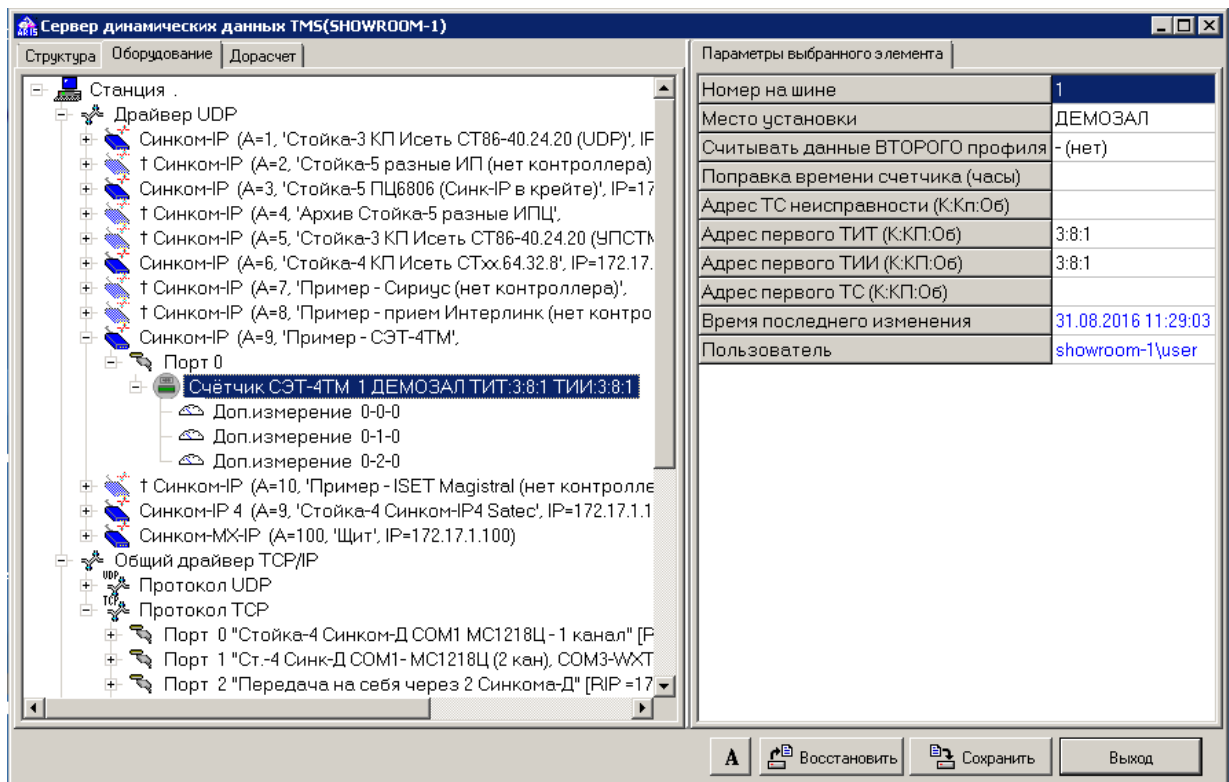 Сервер динамических данных TMS(SHOWROOM-1)
Структура Оборудование Дорасчет
Станция .
Драйвер UDP
Синком-IP (A=1, 'Стойка-3 КП Исеть СТ86-40.24.20 (UDP)', IF
† Синком-IP (A=2, 'Стойка-5 разные ИП (нет контроллера)
Синком-IP (A=3, 'Стойка-5 ПЦ6806 (Синк-IP в крейте)', IP=17
† Синком-IP (A=4, 'Архив Стойка-5 разные ИПЦ',
† Синком-IP (A=5, 'Стойка-3 КП Исеть СТ86-40.24.20 (УПСТМ
Синком-IP (A=6, 'Стойка-4 КП Исеть СТхх.64.32.8', IP=172.17.
† Синком-IP (A=7, 'Пример - Сириус (нет контроллера)',
† Синком-IP (A=8, 'Пример - прием Интерлинк (нет контро
Синком-IP (A=9, 'Пример - СЭТ-4ТМ',
Порт 0
Счётчик СЭТ-4ТМ 1 ДЕМОЗАЛ ТИТ:3:8:1 ТИИ:3:8:1
Доп.измерение 0-0-0
Доп.измерение 0-1-0
Доп.измерение 0-2-0
† Синком-IP (A=10, 'Пример - ISET Magistral (нет контролле
Синком-IP 4 (A=9, 'Стойка-4 Синком-IP4 Satec', IP=172.17.1.1
Синком-MX-IP (A=100, 'Щит', IP=172.17.1.100)
Общий драйвер TCP/IP
UDP Протокол UDP
TCP Протокол TCP
Порт 0 "Стойка-4 Синком-Д COM1 МС1218Ц - 1 канал" [P
Порт 1 "Ст.-4 Синк-Д COM1- МС1218Ц (2 кан), COM3-WXT
Порт 2 "Передача на себя через 2 Синкома-Д" [RIP =17
Параметры выбранного элемента
Номер на шине 1
Место установки ДЕМОЗАЛ
Считывать данные ВТОРОГО профиля - (нет)
Поправка времени счетчика (часы)
Адрес ТС неисправности (К:Кп:Об)
Адрес первого ТИТ (К:КП:Об) 3:8:1
Адрес первого ТИИ (К:КП:Об) 3:8:1
Адрес первого ТС (К:КП:Об)
Время последнего изменения 31.08.2016 11:29:03
Пользователь showroom-1\user
A Восстановить Сохранить Выход